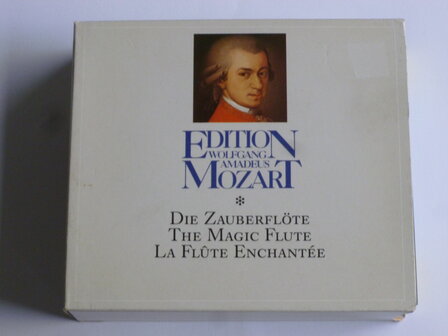 EDITION
WOLFGANG
AMADEUS
MOZART
*
DIE ZAUBERFLÖTE
THE MAGIC FLUTE
LA FLÛTE ENCHANTÉE